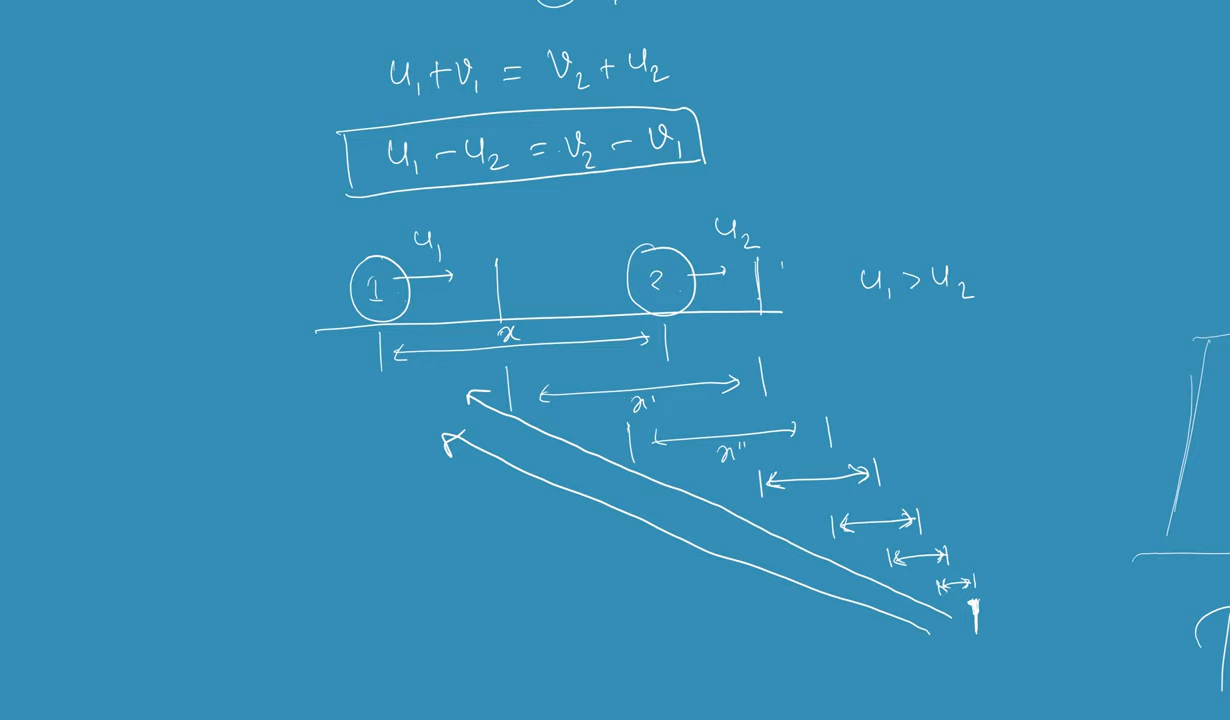 u₁+v₁ = v₂+u₂
u₁-u₂ = v₂-v₁
u₁ u₂
1 2 u₁>u₂
x
x'
x"